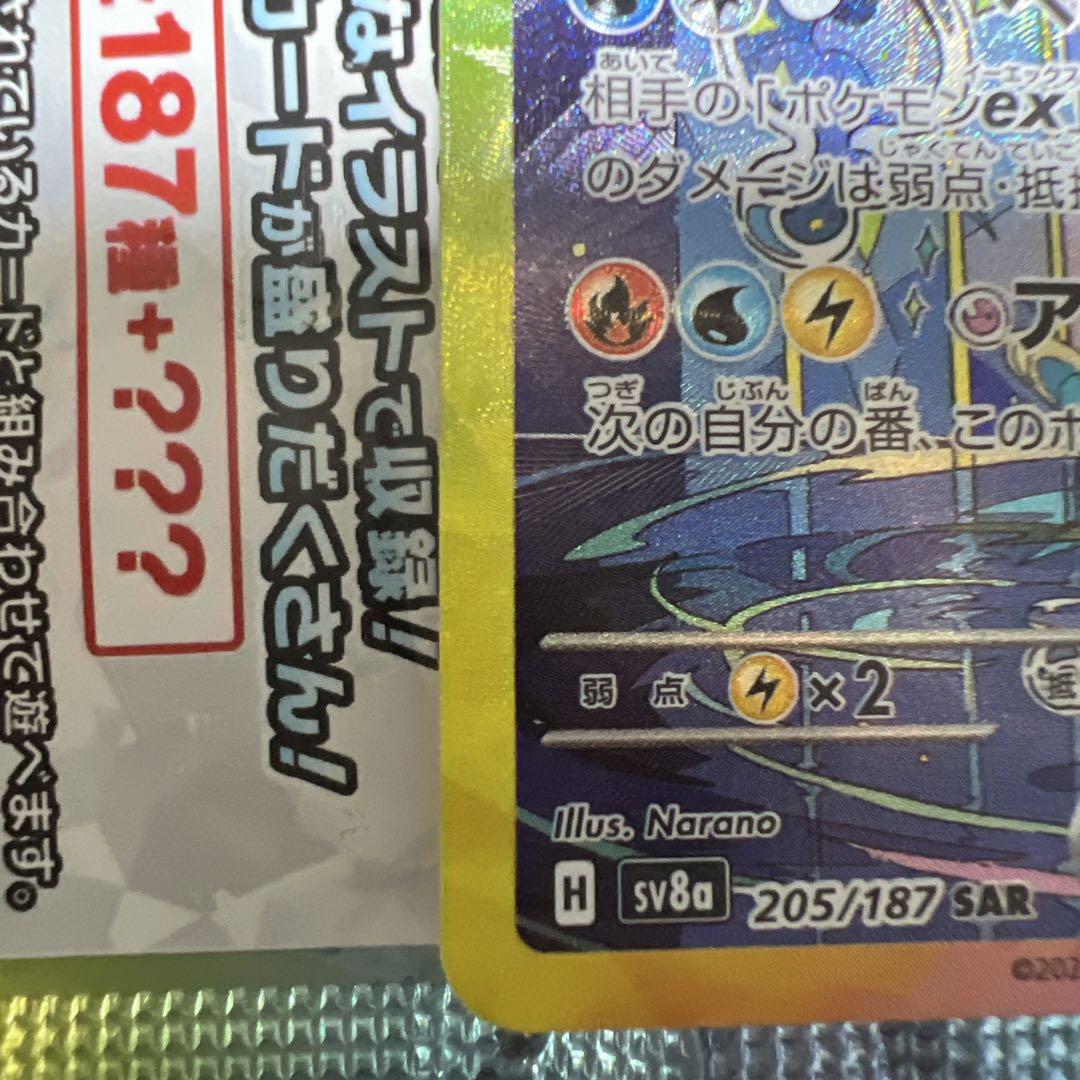 なイラストで収録!
カードが盛りだくさん!
187種+???
れているカードと組み合わせて遊べます。
あいて
イーエックス
相手の「ポケモンex
じゃくてん ていこ
のダメージは弱点・抵抗
ア
つぎ じぶん ばん
次の自分の番、このポ
弱点 ×2
抵
Illus. Narano
H sv8a 205/187 SAR
©202